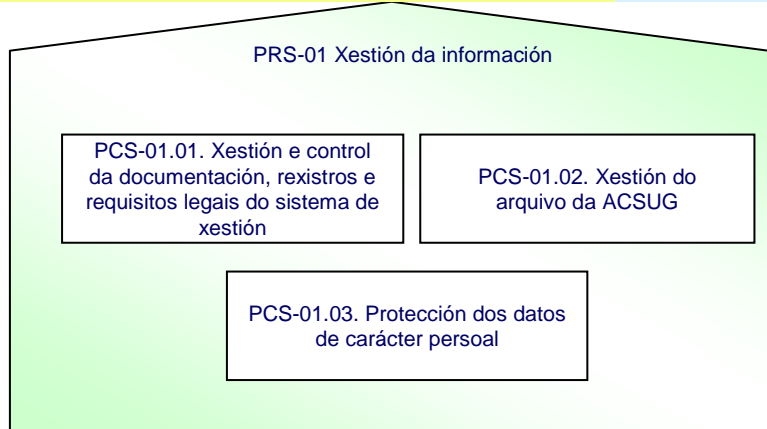 PRS-01 Xestión da información
PCS-01.01. Xestión e control
da documentación, rexistros e
requisitos legais do sistema de
xestión
PCS-01.02. Xestión do
arquivo da ACSUG
PCS-01.03. Protección dos datos
de carácter persoal